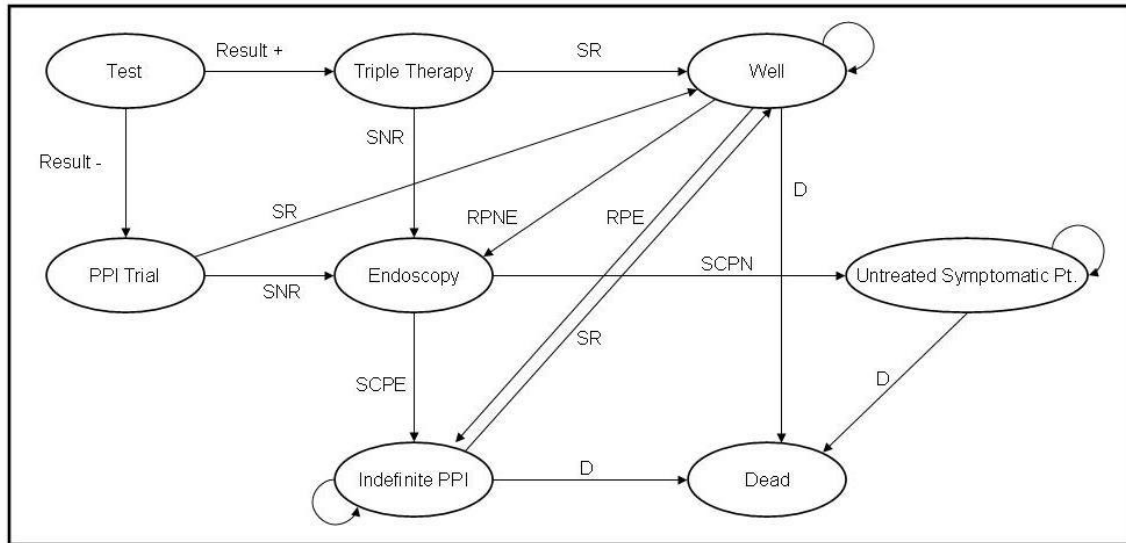 Result +
SR
Test
Triple Therapy
Well
SNR
Result -
D
SR
RPNE
RPE
PPI Trial
Endoscopy
SCPN
Untreated Symptomatic Pt.
SNR
SR
SCPE
D
Indefinite PPI
D
Dead